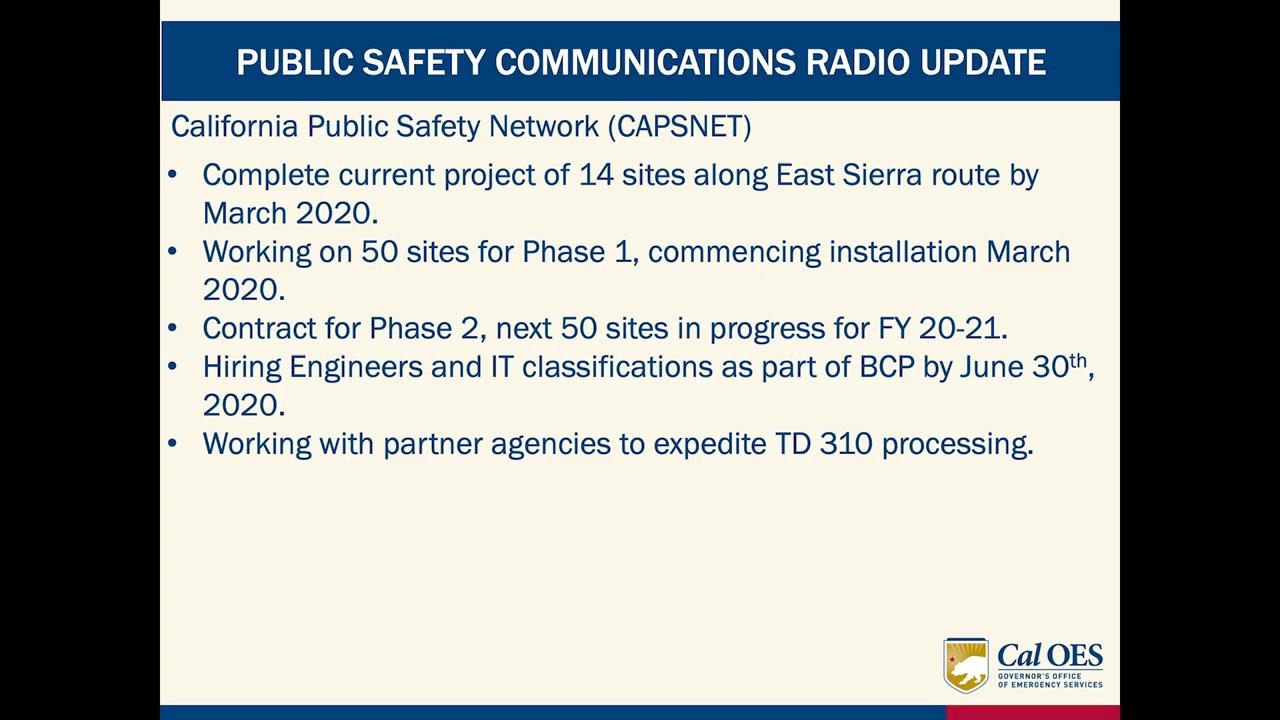 PUBLIC SAFETY COMMUNICATIONS RADIO UPDATE
California Public Safety Network (CAPSNET)
• Complete current project of 14 sites along East Sierra route by
March 2020.
• Working on 50 sites for Phase 1, commencing installation March
2020.
• Contract for Phase 2, next 50 sites in progress for FY 20-21.
• Hiring Engineers and IT classifications as part of BCP by June 30th,
2020.
• Working with partner agencies to expedite TD 310 processing.
Cal OES
GOVERNOR'S OFFICE
OF EMERGENCY SERVICES